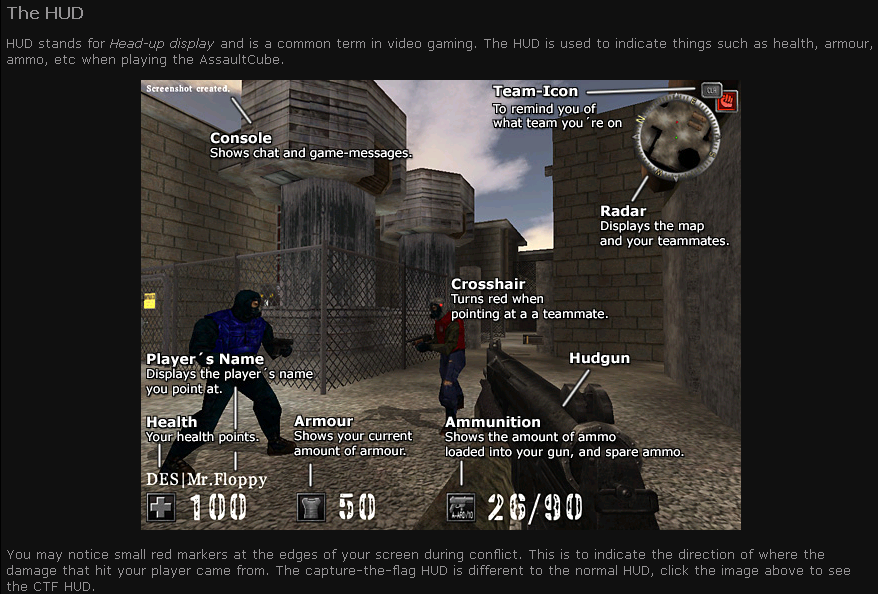 The HUD
HUD stands for Head-up display and is a common term in video gaming. The HUD is used to indicate things such as health, armour,
ammo, etc when playing the AssaultCube.
Screenshot created.
Console
Shows chat and game-messages.
Team-Icon
To remind you of
what team you´re on
CLA
Radar
Displays the map
and your teammates.
Crosshair
Turns red when
pointing at a a teammate.
Player´s Name
Displays the player´s name
you point at.
Hudgun
Health
Your health points.
Armour
Shows your current
amount of armour.
Ammunition
Shows the amount of ammo
loaded into your gun, and spare ammo.
DES|Mr.Floppy
100
50
A-ARD/10
26/90
You may notice small red markers at the edges of your screen during conflict. This is to indicate the direction of where the
damage that hit your player came from. The capture-the-flag HUD is different to the normal HUD, click the image above to see
the CTF HUD.